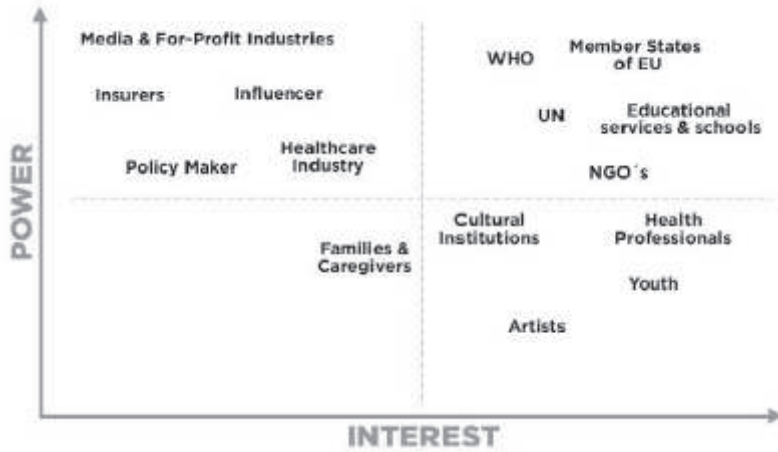 Media & For-Profit Industries
WHO
Member States
of EU
Insurers
Influencer
UN
Educational
services & schools
Policy Maker
Healthcare
Industry
NGO´s
POWER
Cultural
Institutions
Health
Professionals
Families &
Caregivers
Youth
Artists
INTEREST